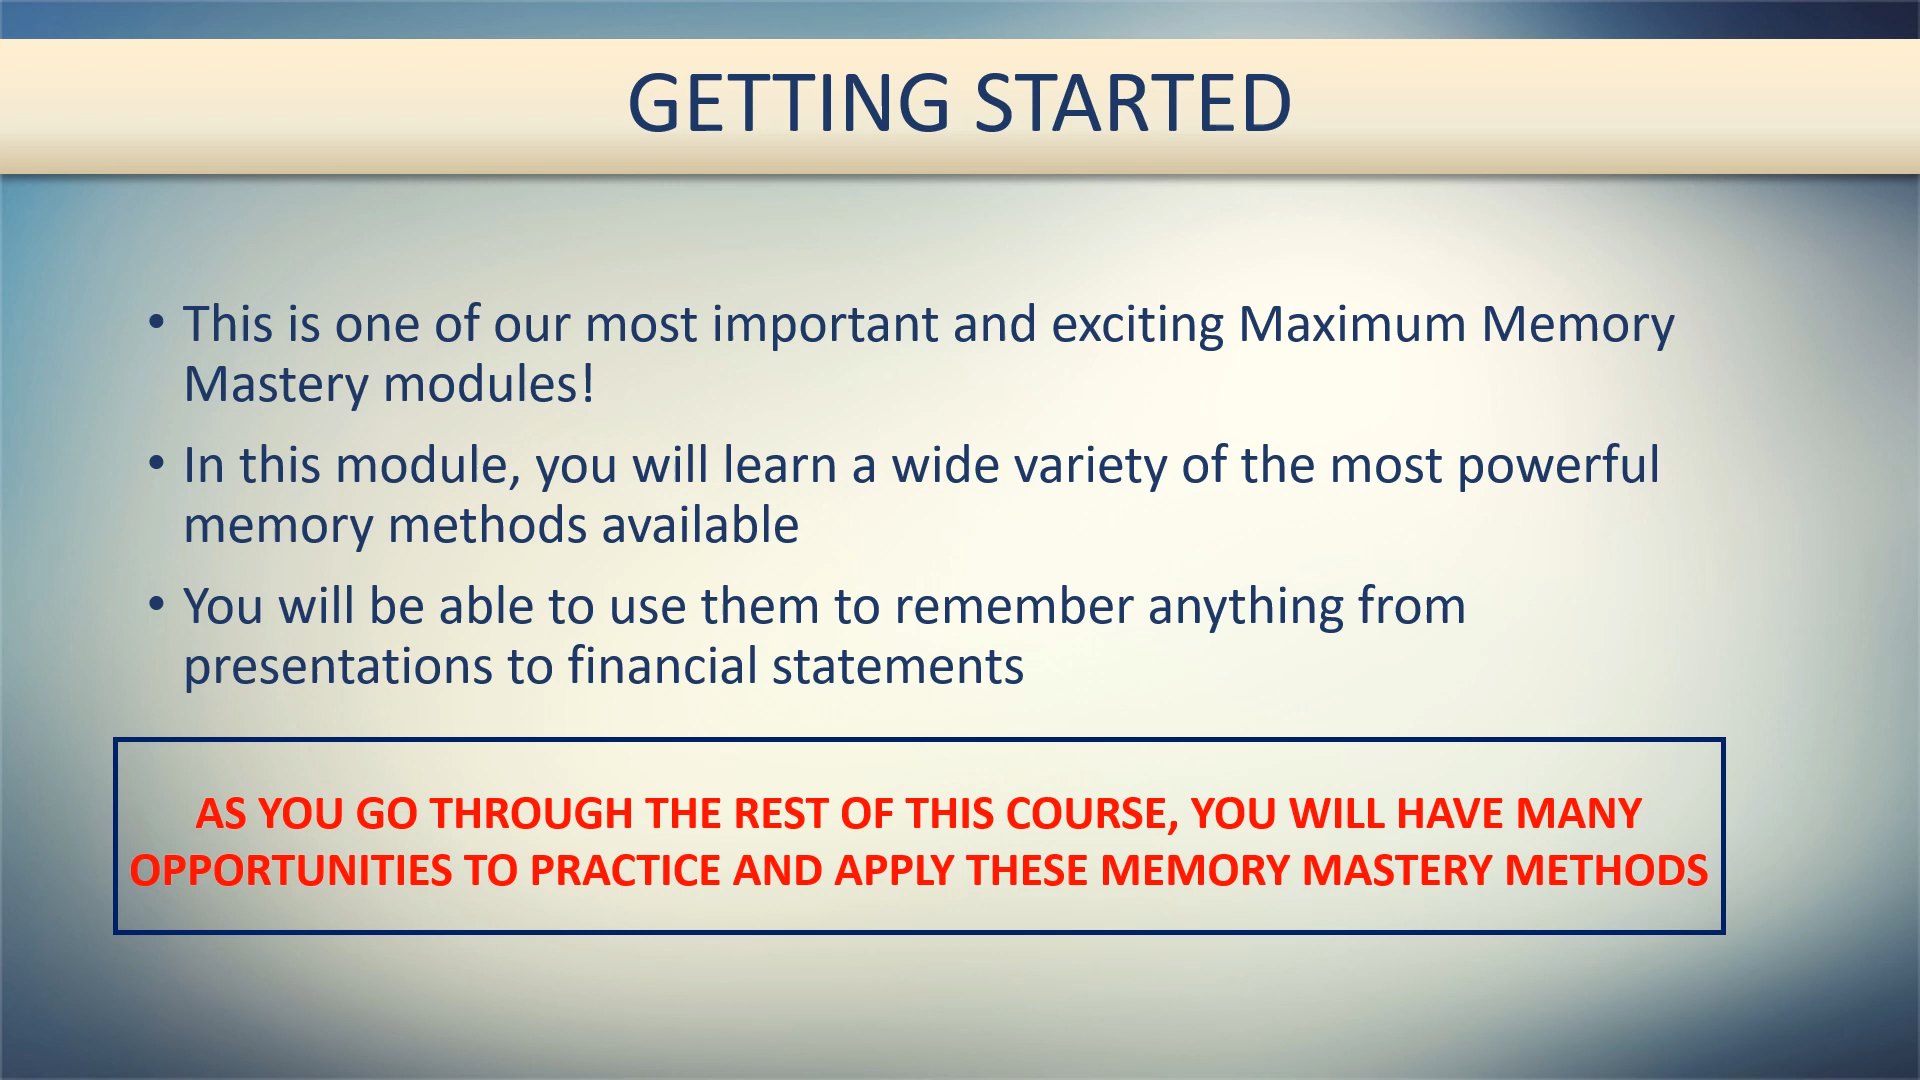 GETTING STARTED
• This is one of our most important and exciting Maximum Memory
Mastery modules!
• In this module, you will learn a wide variety of the most powerful
memory methods available
• You will be able to use them to remember anything from
presentations to financial statements
AS YOU GO THROUGH THE REST OF THIS COURSE, YOU WILL HAVE MANY
OPPORTUNITIES TO PRACTICE AND APPLY THESE MEMORY MASTERY METHODS